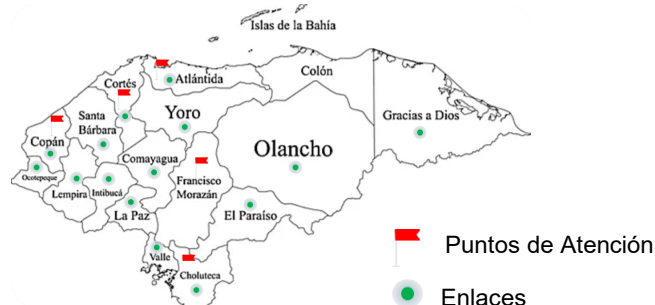 Islas de la Bahía
Cortés
Atlántida
Colón
Santa
Bárbara
Yoro
Gracias a Dios
Copán
Olancho
Comayagua
Ocotepeque
Lempira
Intibucá
Francisco
Morazán
La Paz
El Paraíso
Valle
Choluteca
Puntos de Atención
Enlaces